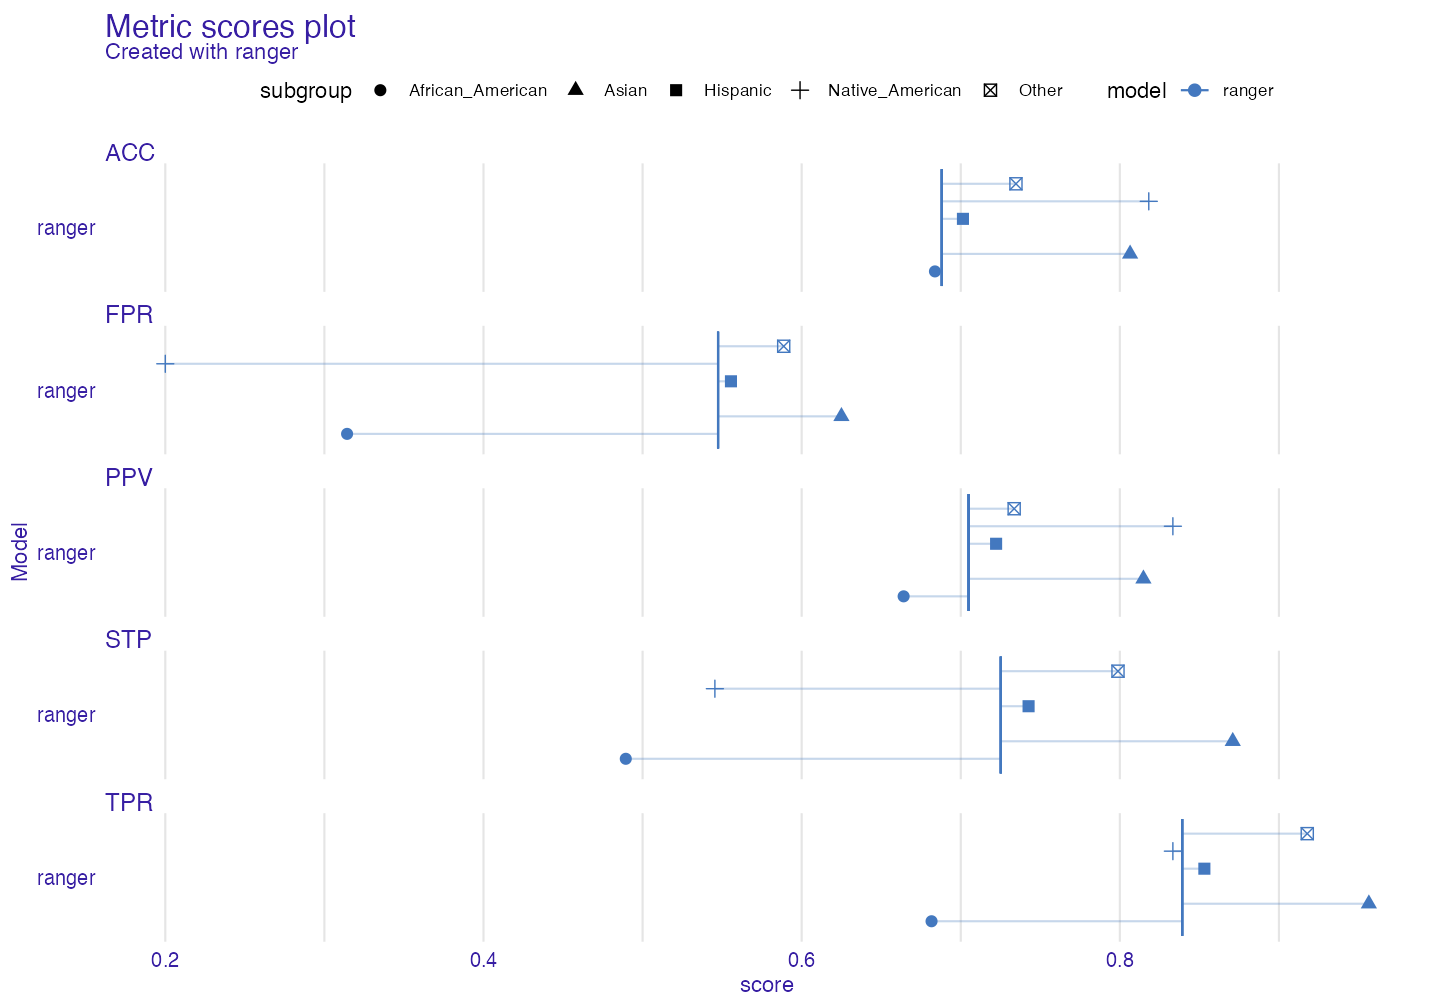 Metric scores plot
Created with ranger
subgroup African_American Asian Hispanic Native_American Other model ranger
ACC
ranger
FPR
ranger
PPV
ranger
STP
ranger
TPR
ranger
Model
0.2 0.4 0.6 0.8
score